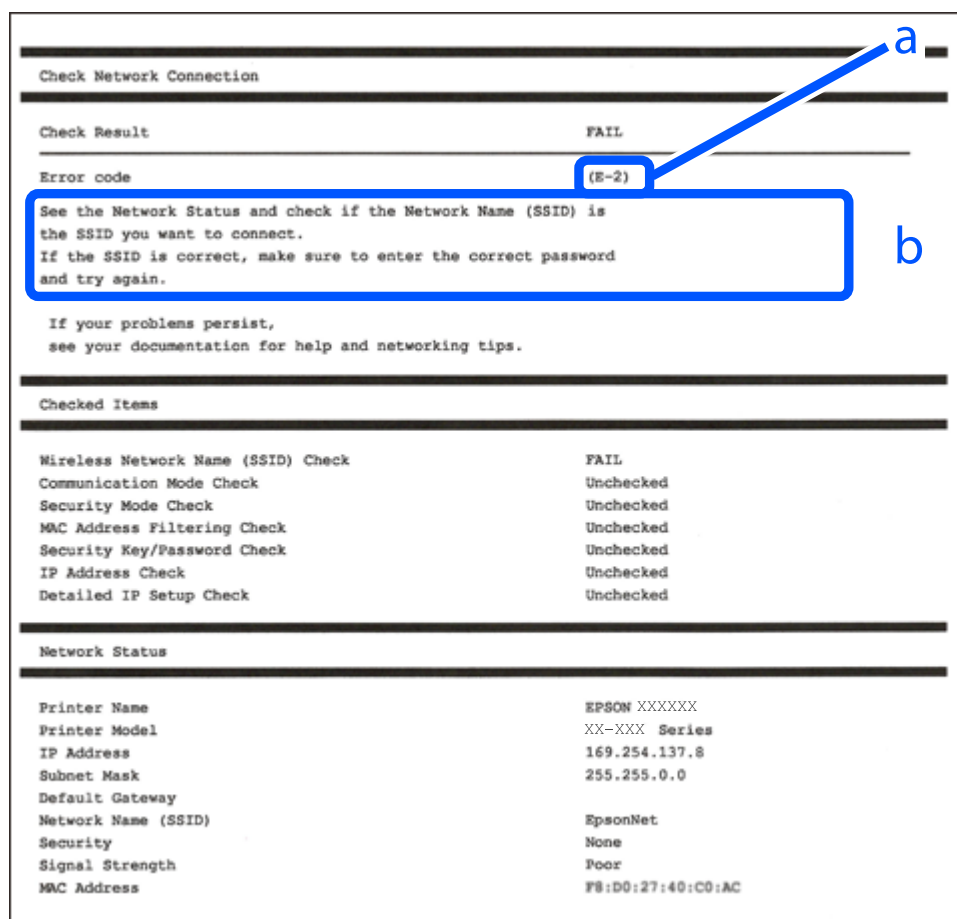 a
Check Network Connection
Check Result FAIL
Error code (E-2)
See the Network Status and check if the Network Name (SSID) is
the SSID you want to connect.
If the SSID is correct, make sure to enter the correct password
and try again.
b
If your problems persist,
see your documentation for help and networking tips.
Checked Items
Wireless Network Name (SSID) Check FAIL
Communication Mode Check Unchecked
Security Mode Check Unchecked
MAC Address Filtering Check Unchecked
Security Key/Password Check Unchecked
IP Address Check Unchecked
Detailed IP Setup Check Unchecked
Network Status
Printer Name EPSON XXXXXX
Printer Model XX-XXX Series
IP Address 169.254.137.8
Subnet Mask 255.255.0.0
Default Gateway
Network Name (SSID) EpsonNet
Security None
Signal Strength Poor
MAC Address F8:D0:27:40:C0:AC